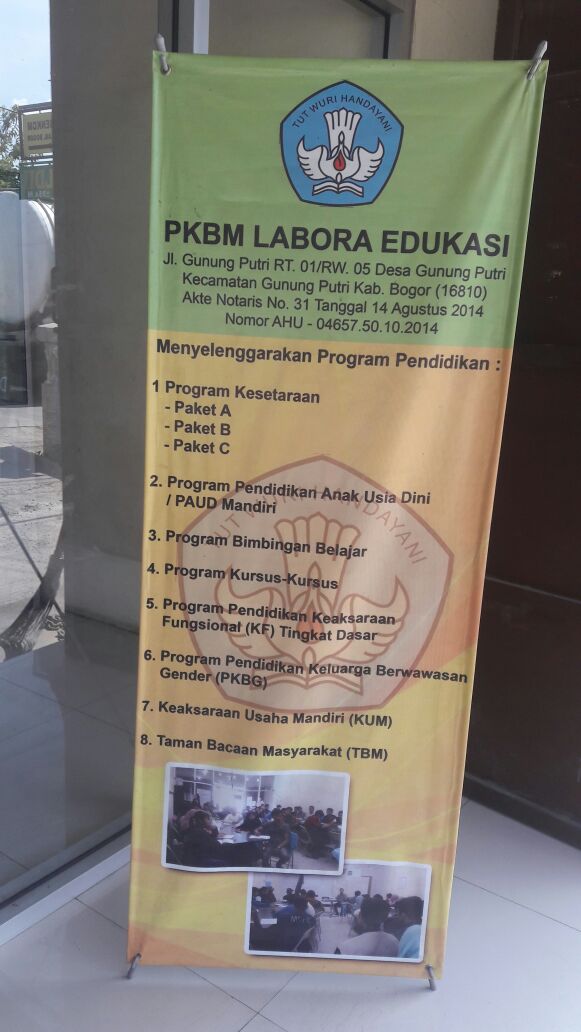 SENKOM
TUT WURI HANDAYANI
PKBM LABORA EDUKASI
Jl. Gunung Putri RT. 01/RW. 05 Desa Gunung Putri
Kecamatan Gunung Putri Kab. Bogor (16810)
Akte Notaris No. 31 Tanggal 14 Agustus 2014
Nomor AHU - 04657.50.10.2014
Menyelenggarakan Program Pendidikan :
1 Program Kesetaraan
- Paket A
- Paket B
- Paket C
2. Program Pendidikan Anak Usia Dini
/ PAUD Mandiri
TUT WURI HANDAYANI
3. Program Bimbingan Belajar
4. Program Kursus-Kursus
5. Program Pendidikan Keaksaraan
Fungsional (KF) Tingkat Dasar
6. Program Pendidikan Keluarga Berwawasan
Gender (PKBG)
7. Keaksaraan Usaha Mandiri (KUM)
8. Taman Bacaan Masyarakat (TBM)